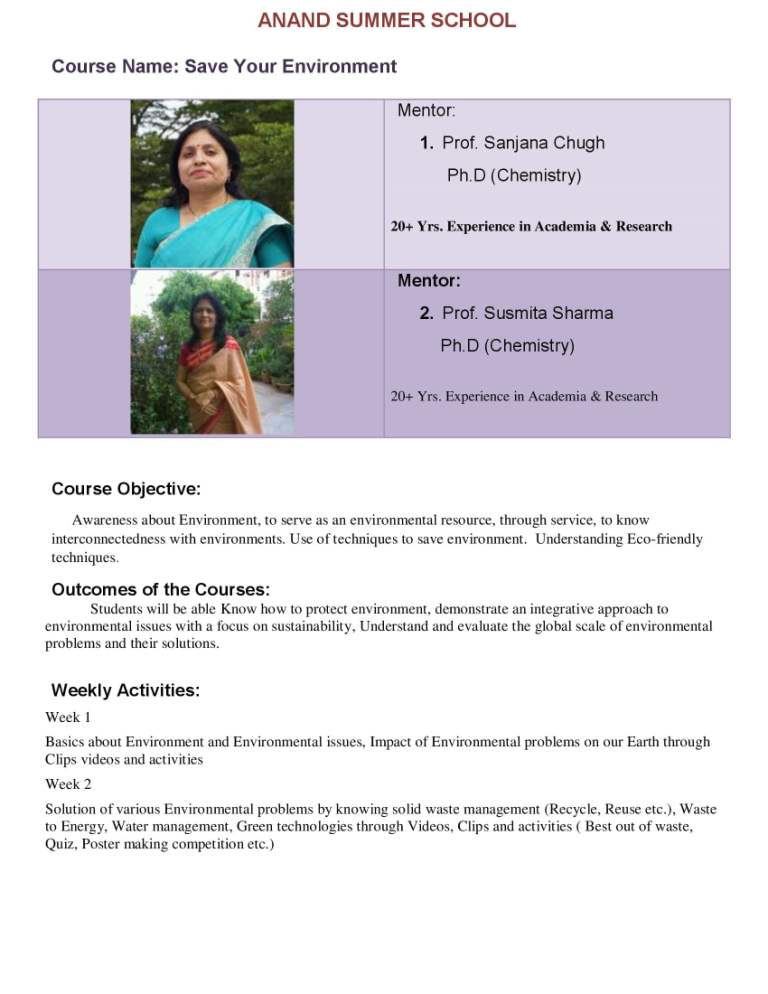 ANAND SUMMER SCHOOL
Course Name: Save Your Environment
Mentor:
1. Prof. Sanjana Chugh
Ph.D (Chemistry)
20+ Yrs. Experience in Academia & Research
Mentor:
2. Prof. Susmita Sharma
Ph.D (Chemistry)
20+ Yrs. Experience in Academia & Research
Course Objective:
Awareness about Environment, to serve as an environmental resource, through service, to know
interconnectedness with environments. Use of techniques to save environment. Understanding Eco-friendly
techniques.
Outcomes of the Courses:
Students will be able Know how to protect environment, demonstrate an integrative approach to
environmental issues with a focus on sustainability, Understand and evaluate the global scale of environmental
problems and their solutions.
Weekly Activities:
Week 1
Basics about Environment and Environmental issues, Impact of Environmental problems on our Earth through
Clips videos and activities
Week 2
Solution of various Environmental problems by knowing solid waste management (Recycle, Reuse etc.), Waste
to Energy, Water management, Green technologies through Videos, Clips and activities ( Best out of waste,
Quiz, Poster making competition etc.)